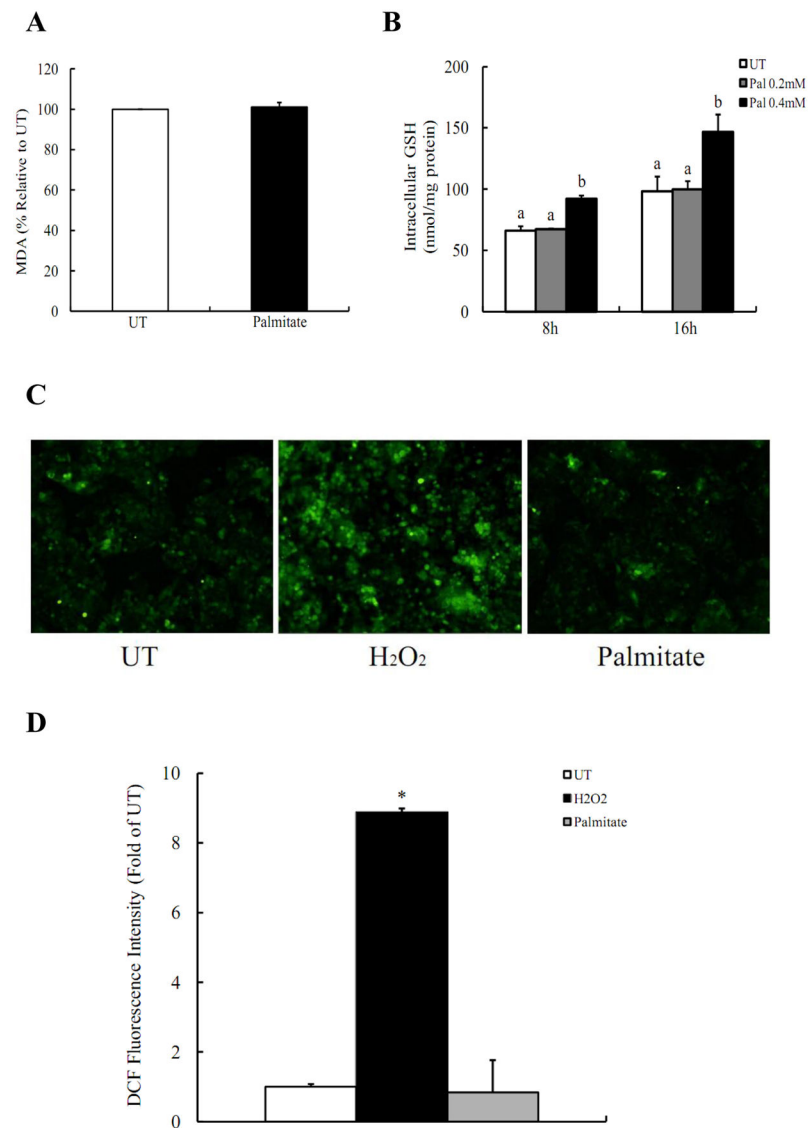 A
MDA (% Relative to UT)
120
100
80
60
40
20
0
UT
Palmitate
B
Intracellular GSH
(nmol/mg protein)
200
150
100
50
0
UT
Pal 0.2mM
Pal 0.4mM
a
a
b
a
a
b
8h
16h
C
UT
H₂O₂
Palmitate
D
DCF Fluorescence Intensity (Fold of UT)
10
8
6
4
2
0
*
UT
H2O2
Palmitate